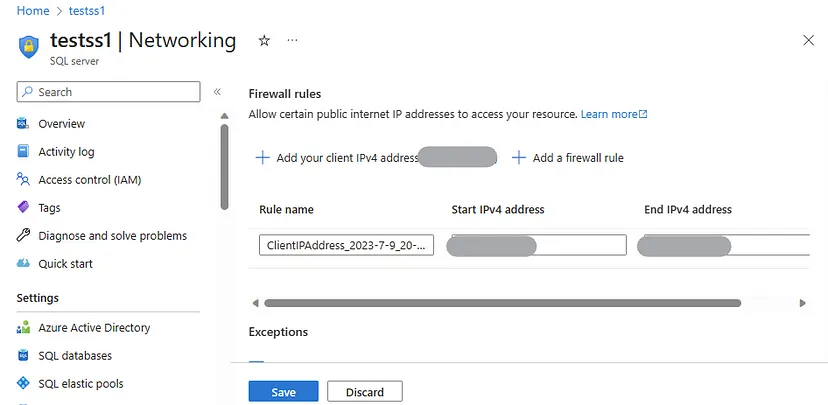 Home > testss1
testss1 | Networking
SQL server
Search
Overview
Activity log
Access control (IAM)
Tags
Diagnose and solve problems
Quick start
Settings
Azure Active Directory
SQL databases
SQL elastic pools
Firewall rules
Allow certain public internet IP addresses to access your resource. Learn more
Add your client IPv4 address
Add a firewall rule
Rule name Start IPv4 address End IPv4 address
ClientIPAddress_2023-7-9_20-...
Exceptions
Save Discard